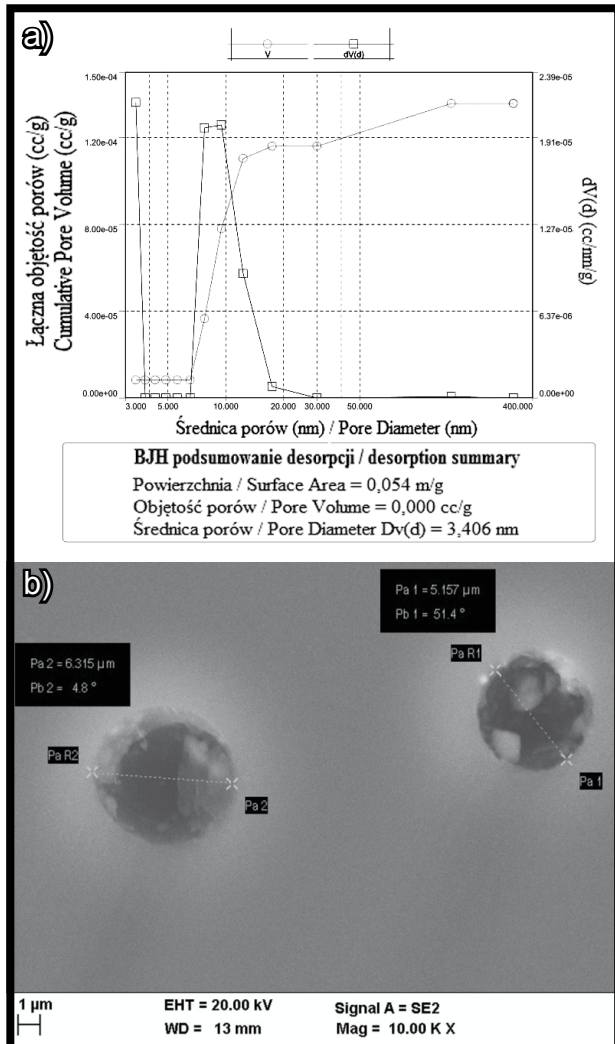 a)
V dV(d)
1.50e-04 2.39e-05
1.20e-04 1.91e-05
8.00e-05 1.27e-05
4.00e-05 6.37e-06
0.00e+00 0.00e+00
Łączna objętość porów (cc/g)
Cumulative Pore Volume (cc/g)
dV(d) (cc/nm/g)
3.000 5.000 10.000 20.000 30.000 50.000 400.000
Średnica porów (nm) / Pore Diameter (nm)
BJH podsumowanie desorpcji / desorption summary
Powierzchnia / Surface Area = 0,054 m/g
Objętość porów / Pore Volume = 0,000 cc/g
Średnica porów / Pore Diameter Dv(d) = 3,406 nm
b)
Pa 1 = 5.157 µm
Pb 1 = 51.4 °
Pa R1
Pa 2 = 6.315 µm
Pb 2 = 4.8 °
Pa R2
Pa 2
Pa 1
1 µm EHT = 20.00 kV Signal A = SE2
WD = 13 mm Mag = 10.00 K X